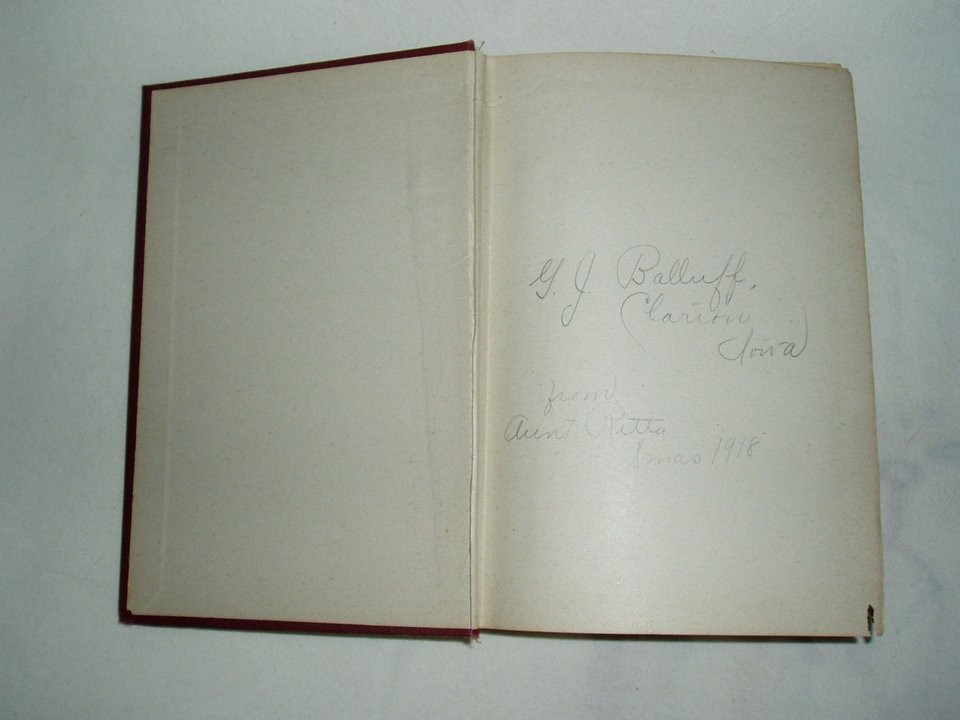 G. J. Balluff,
Clarion
Iowa
from
Aunt Retta
Xmas 1918